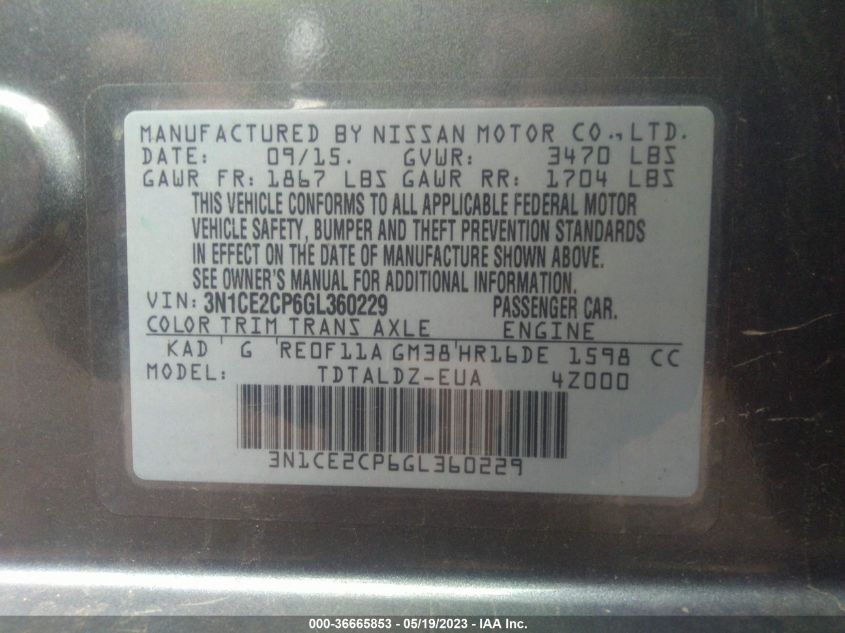 MANUFACTURED BY NISSAN MOTOR CO.,LTD.
DATE: 09/15. GVWR: 3470 LBS
GAWR FR: 1867 LBS GAWR RR: 1704 LBS
THIS VEHICLE CONFORMS TO ALL APPLICABLE FEDERAL MOTOR
VEHICLE SAFETY, BUMPER AND THEFT PREVENTION STANDARDS
IN EFFECT ON THE DATE OF MANUFACTURE SHOWN ABOVE.
SEE OWNER'S MANUAL FOR ADDITIONAL INFORMATION.
VIN: 3N1CE2CP6GL360229 PASSENGER CAR.
COLOR TRIM TRANS AXLE ENGINE
KAD G RE0F11A GM38 HR16DE 1598 CC
MODEL: TDTALDZ-EUA 4Z000
3N1CE2CP6GL360229
000-36665853 / 05/19/2023 - IAA Inc.